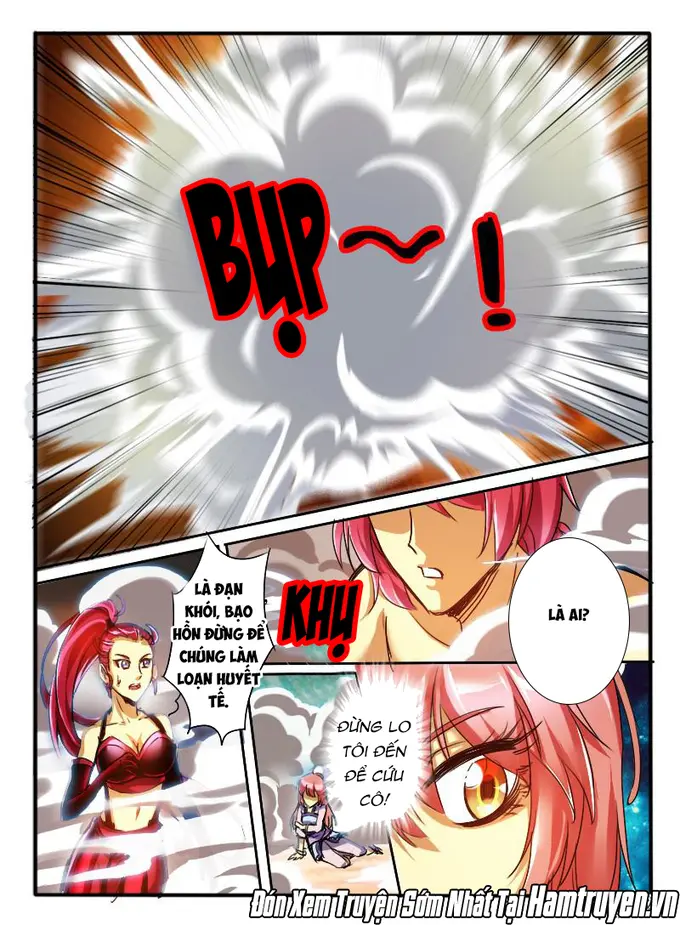 BỤP ~ !
LÀ ĐẠN
KHÓI, BẠO
HỒN ĐỪNG ĐỂ
CHÚNG LÀM
LOẠN HUYẾT
TẾ.
KHỤ
LÀ AI?
ĐỪNG LO
TÔI ĐẾN
ĐỂ CỨU
CÔ!
Đón Xem Truyện Sớm Nhất Tại Hamtruyen.vn